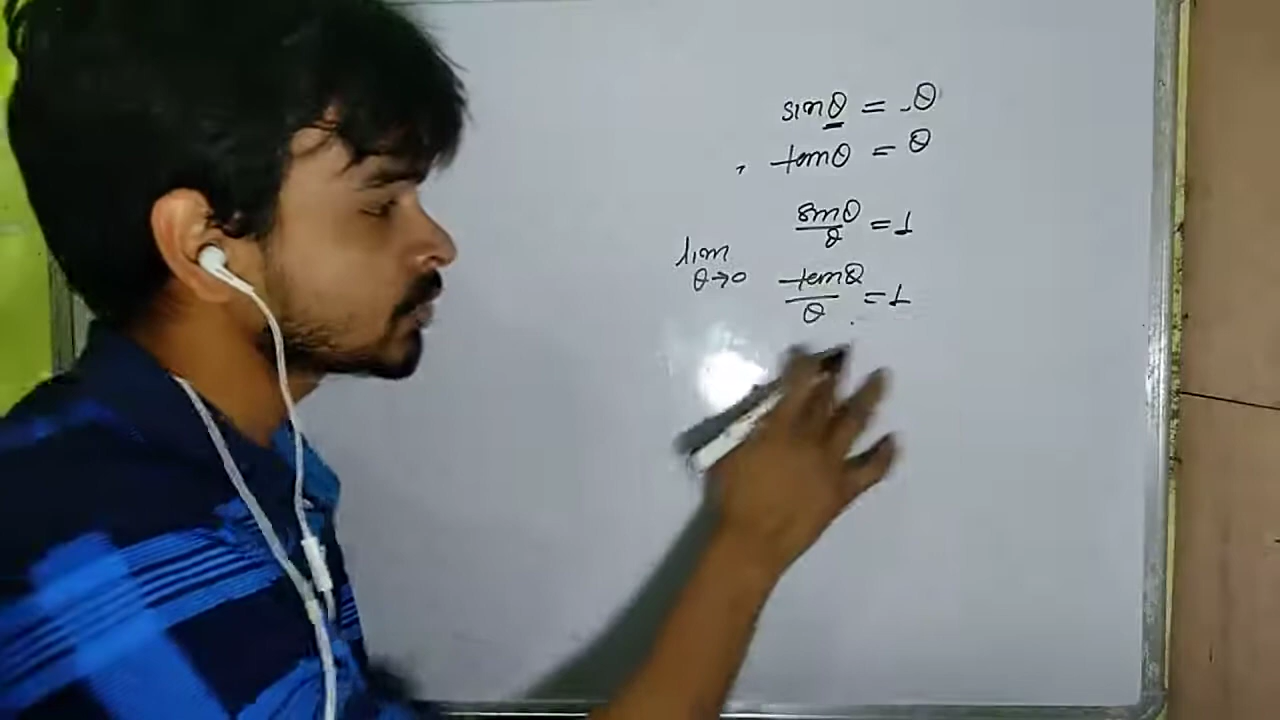 sinθ = θ
, tanθ = θ
sinθ/θ = 1
lim θ→0 tanθ/θ = 1